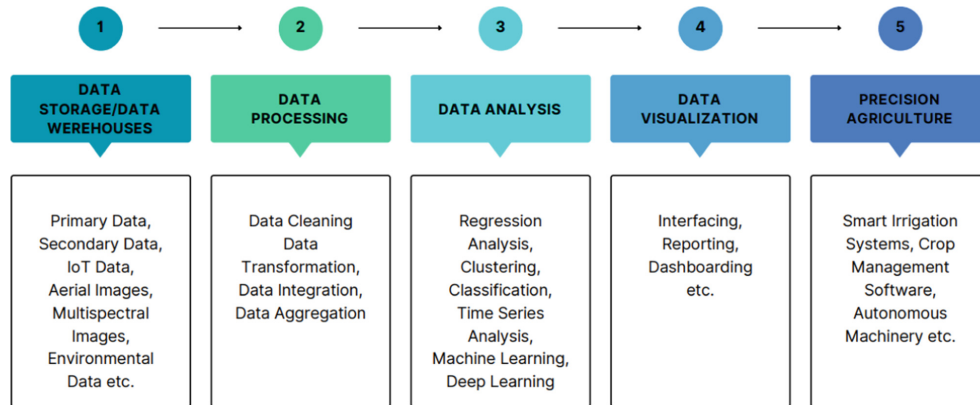 1
2
3
4
5
DATA
STORAGE/DATA
WEREHOUSES
DATA
PROCESSING
DATA ANALYSIS
DATA
VISUALIZATION
PRECISION
AGRICULTURE
Primary Data,
Secondary Data,
IoT Data,
Aerial Images,
Multispectral
Images,
Environmental
Data etc.
Data Cleaning
Data
Transformation,
Data Integration,
Data Aggregation
Regression
Analysis,
Clustering,
Classification,
Time Series
Analysis,
Machine Learning,
Deep Learning
Interfacing,
Reporting,
Dashboarding
etc.
Smart Irrigation
Systems, Crop
Management
Software,
Autonomous
Machinery etc.